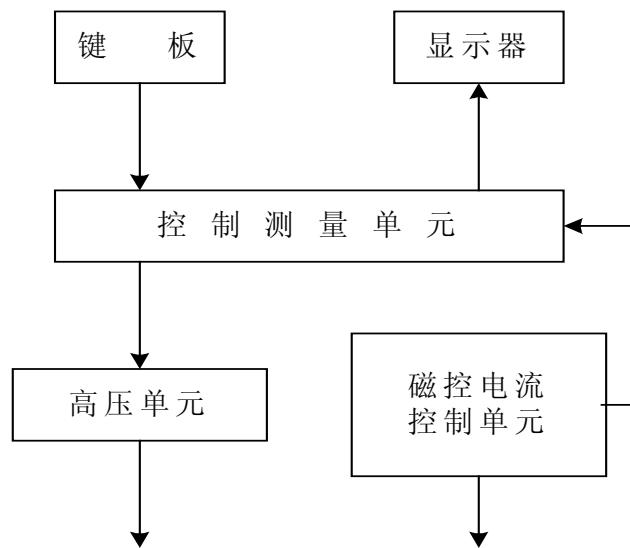 键 板
显示器
控制测量单元
高压单元
磁控电流
控制单元